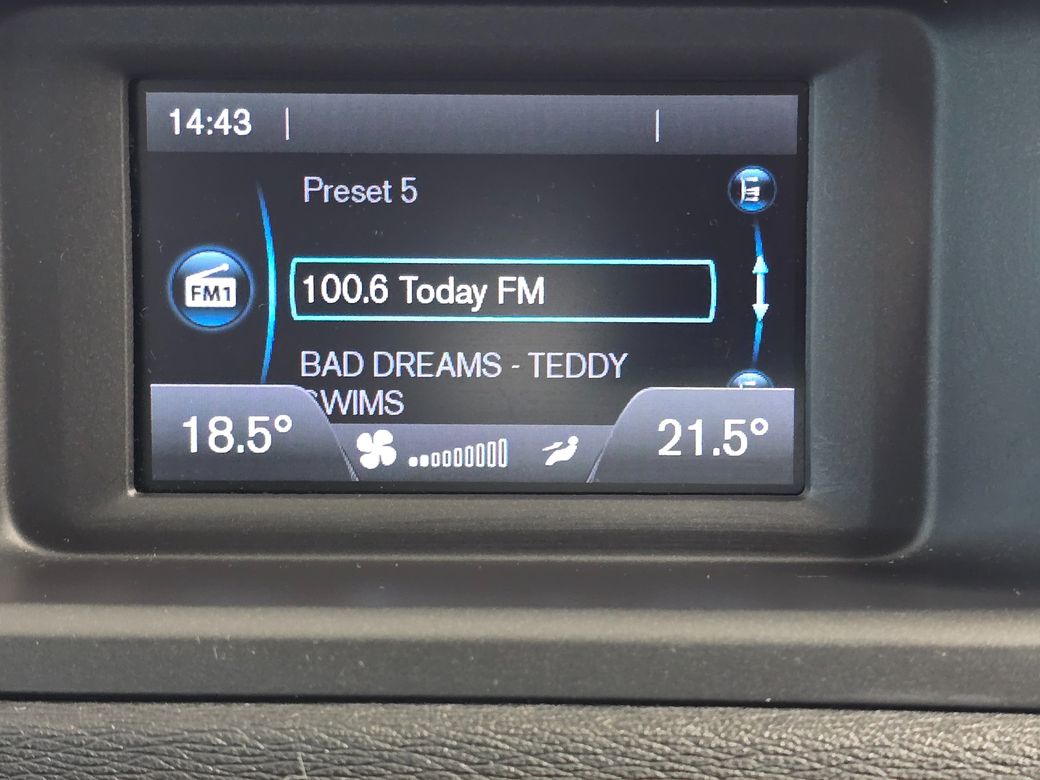 14:43
Preset 5
FM1
100.6 Today FM
BAD DREAMS - TEDDY
SWIMS
18.5°
21.5°